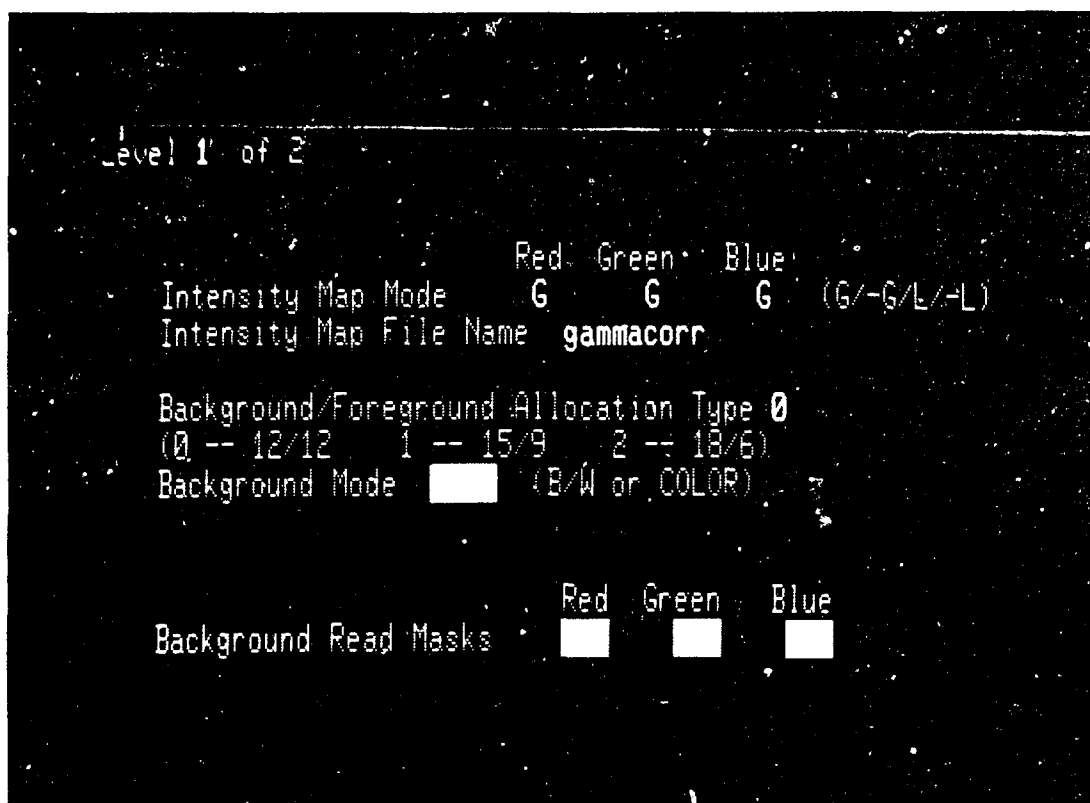 Level 1 of 2
Red Green Blue
Intensity Map Mode G G G (G/-G/L/-L)
Intensity Map File Name gammacorr
Background/Foreground Allocation Type 0
(0 -- 12/12 1 -- 15/9 2 -- 18/6)
Background Mode (B/W or COLOR)
Red Green Blue
Background Read Masks